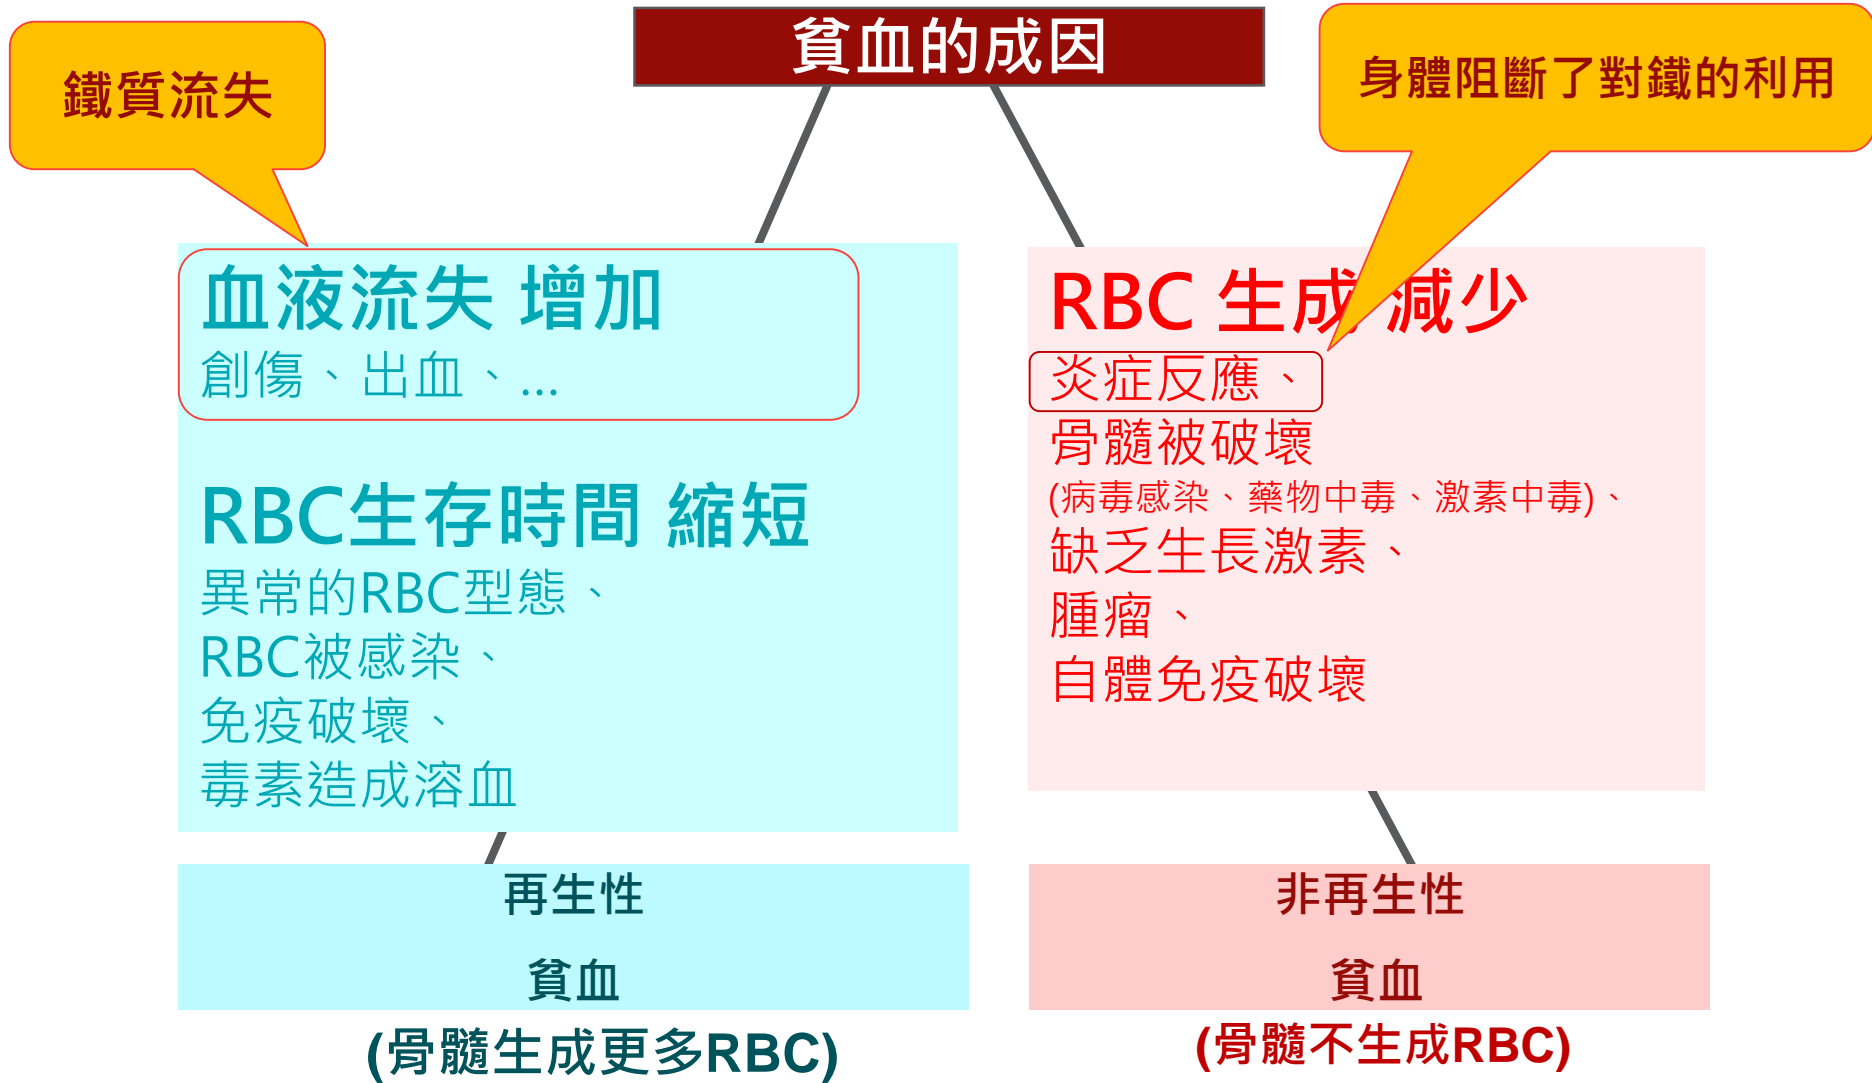 貧血的成因
鐵質流失
身體阻斷了對鐵的利用
血液流失 增加
創傷、出血、...
RBC生存時間 縮短
異常的RBC型態、
RBC被感染、
免疫破壞、
毒素造成溶血
RBC 生成 減少
炎症反應、
骨髓被破壞
(病毒感染、藥物中毒、激素中毒)、
缺乏生長激素、
腫瘤、
自體免疫破壞
再生性
貧血
(骨髓生成更多RBC)
非再生性
貧血
(骨髓不生成RBC)